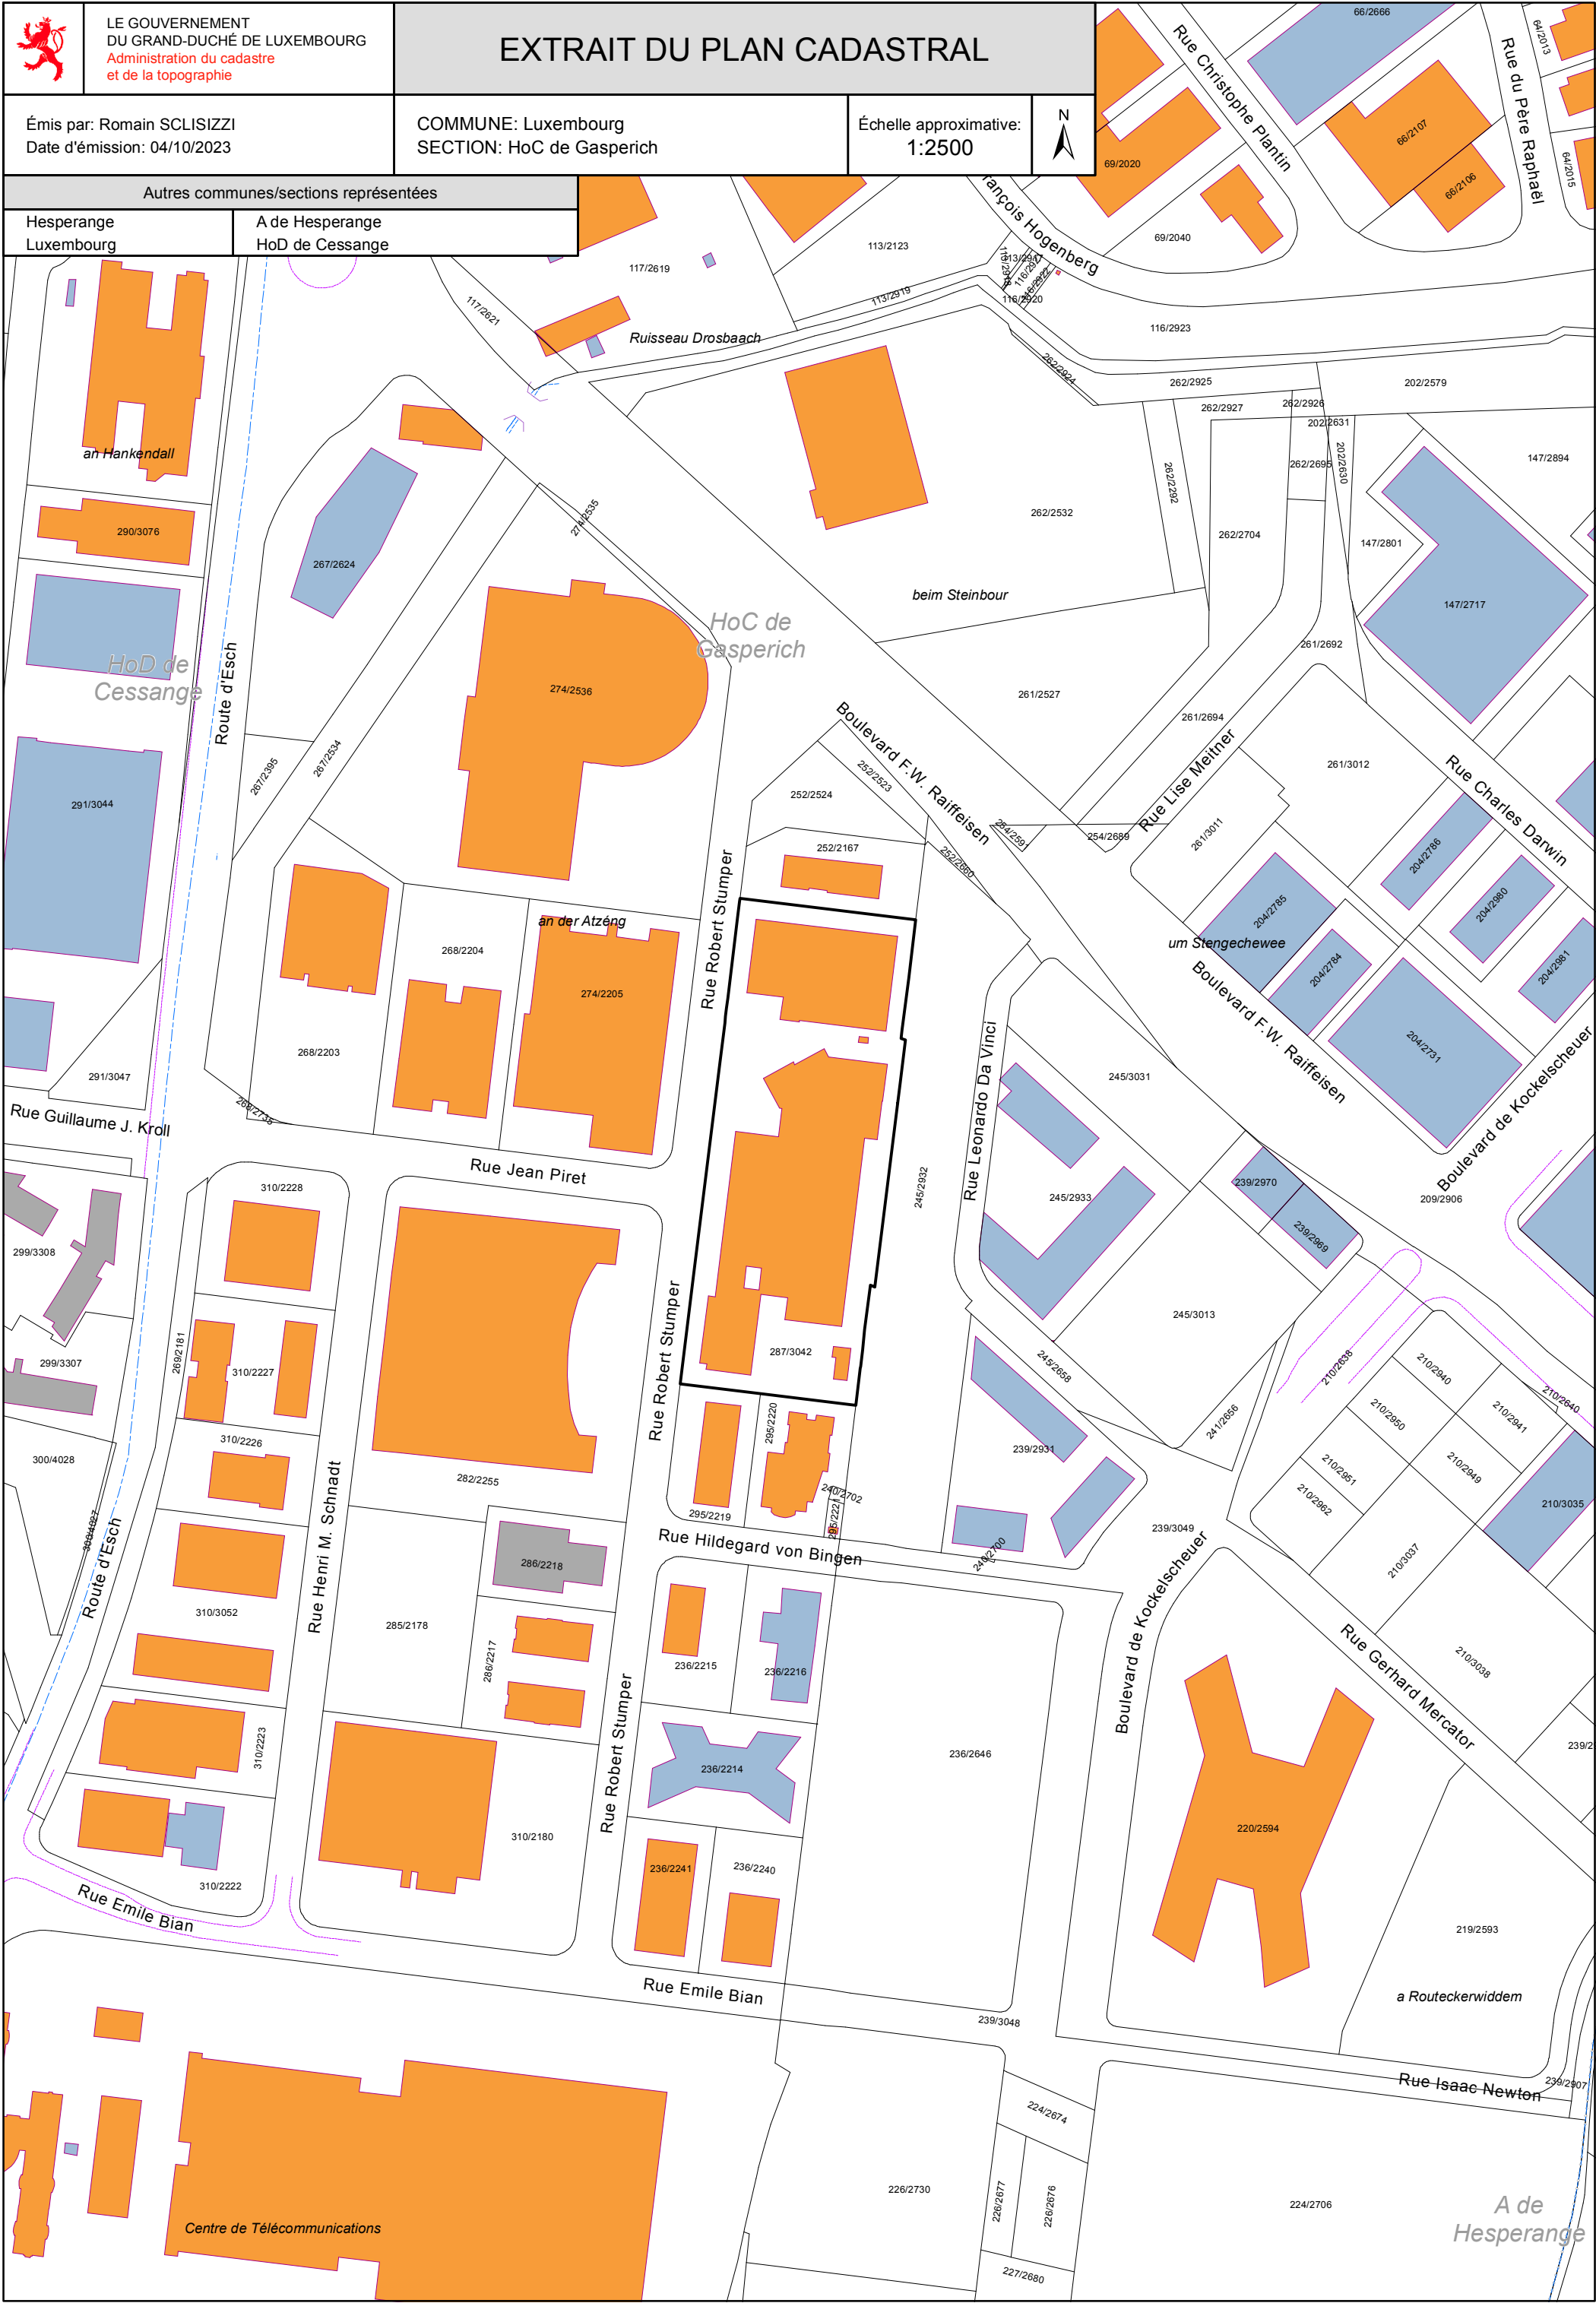 LE GOUVERNEMENT
DU GRAND-DUCHÉ DE LUXEMBOURG
Administration du cadastre
et de la topographie
EXTRAIT DU PLAN CADASTRAL
Émis par: Romain SCLISIZZI
Date d'émission: 04/10/2023
COMMUNE: Luxembourg
SECTION: HoC de Gasperich
Échelle approximative:
1:2500
N
Autres communes/sections représentées
Hesperange
Luxembourg
A de Hesperange
HoD de Cessange
66/2666
64/2013
Rue Christophe Plantin
Rue du Père Raphaël
66/2107
69/2020
66/2106
64/2015
69/2040
François Hogenberg
113/2123
113/2917
116/2921
116/2922
116/2920
117/2619
113/2919
117/2621
Ruisseau Drosbaach
116/2923
262/2924
262/2925
202/2579
262/2927
262/2926
202/2631
an Hankendall
262/2292
262/2695
202/2630
147/2894
290/3076
274/2535
262/2532
262/2704
147/2801
267/2624
beim Steinbour
147/2717
HoD de
Cessange
HoC de
Gasperich
Route d'Esch
261/2692
274/2536
261/2527
261/2694
Boulevard F.W. Raiffeisen
Rue Lise Meitner
261/3012
Rue Charles Darwin
267/2395
267/2534
252/2523
252/2524
291/3044
254/2591
254/2689
261/3011
252/2167
252/2660
204/2786
Rue Robert Stumper
an der Atzéng
204/2785
204/2980
268/2204
um Stengechewee
204/2784
204/2981
274/2205
Boulevard F.W. Raiffeisen
268/2203
204/2731
Rue Leonardo Da Vinci
245/3031
291/3047
Boulevard de Kockelscheuer
Rue Guillaume J. Kroll
268/2735
Rue Jean Piret
310/2228
245/2932
245/2933
239/2970
209/2906
239/2969
299/3308
245/3013
Rue Robert Stumper
269/2181
287/3042
299/3307
310/2227
245/2658
210/2638
210/2940
210/2640
210/2950
210/2941
295/2220
241/2656
310/2226
300/4028
239/2931
210/2951
210/2949
282/2255
240/2702
210/2962
210/3035
Rue Henri M. Schnadt
295/2219
295/2221
300/4027
Route d'Esch
Rue Hildegard von Bingen
239/3049
240/2700
286/2218
210/3037
310/3052
285/2178
286/2217
236/2215
236/2216
Boulevard de Kockelscheuer
Rue Gerhard Mercator
210/3038
310/2223
Rue Robert Stumper
236/2214
236/2646
239/2
310/2180
220/2594
236/2241
236/2240
310/2222
Rue Emile Bian
219/2593
Rue Emile Bian
a Routeckerwiddem
239/3048
Rue Isaac Newton
239/2907
224/2674
226/2730
226/2677
226/2676
224/2706
A de
Hesperange
Centre de Télécommunications
227/2680